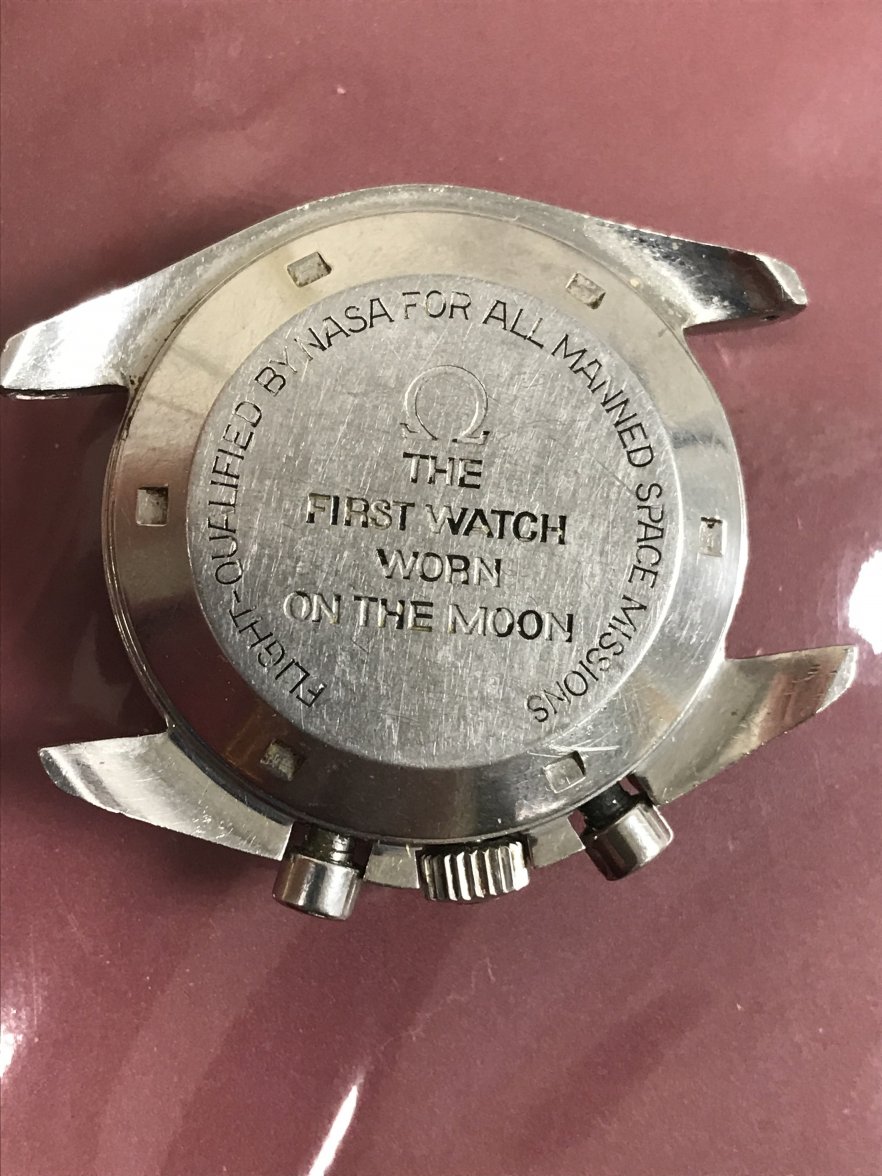 FLIGHT-QUALIFIED BY NASA FOR ALL MANNED SPACE MISSIONS
Ω
THE
FIRST WATCH
WORN
ON THE MOON